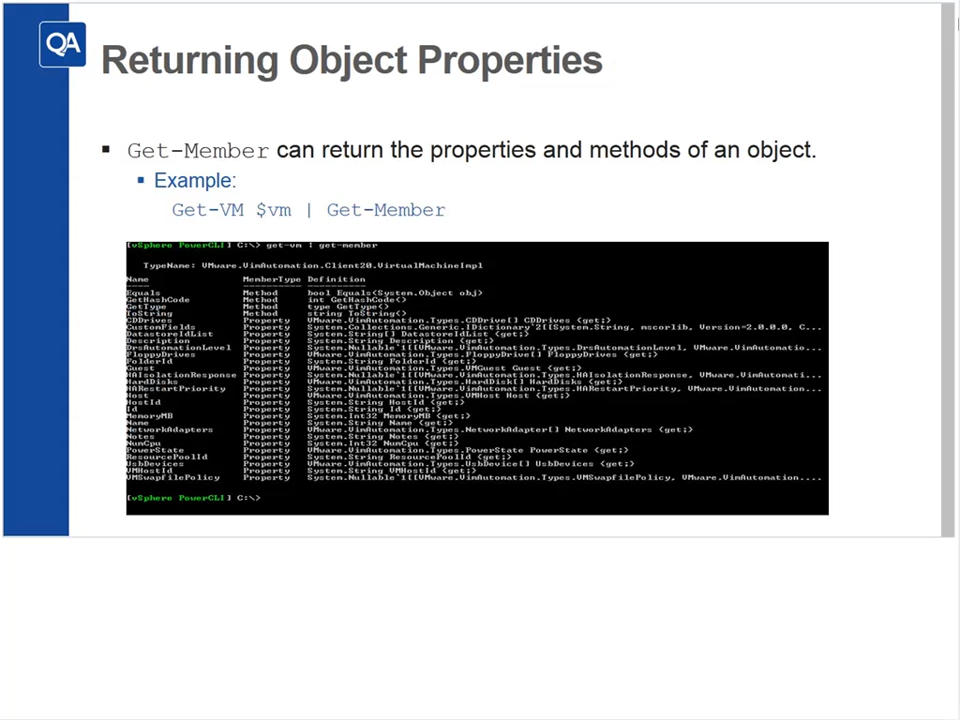 QA
Returning Object Properties
▪ Get-Member can return the properties and methods of an object.
▪ Example:
Get-VM $vm | Get-Member
[vSphere PowerCLI] C:\> get-vm | get-member
TypeName: VMware.VimAutomation.Client20.VirtualMachineImpl
Name MemberType Definition
---- ---------- ----------
Equals Method bool Equals(System.Object obj)
GetHashCode Method int GetHashCode()
GetType Method type GetType()
ToString Method string ToString()
CDDrives Property VMware.VimAutomation.Types.CDDrive[] CDDrives {get;}
CustomFields Property System.Collections.Generic.IDictionary`2[[System.String, mscorlib, Version=2.0.0.0, C...
DatastoreIdList Property System.String[] DatastoreIdList {get;}
Description Property System.String Description {get;}
DrsAutomationLevel Property System.Nullable`1[[VMware.VimAutomation.Types.DrsAutomationLevel, VMware.VimAutomatio...
FloppyDrives Property VMware.VimAutomation.Types.FloppyDrive[] FloppyDrives {get;}
FolderId Property System.String FolderId {get;}
Guest Property VMware.VimAutomation.Types.VMGuest Guest {get;}
HAIsolationResponse Property System.Nullable`1[[VMware.VimAutomation.Types.HAIsolationResponse, VMware.VimAutomati...
HardDisks Property VMware.VimAutomation.Types.HardDisk[] HardDisks {get;}
HARestartPriority Property System.Nullable`1[[VMware.VimAutomation.Types.HARestartPriority, VMware.VimAutomation...
Host Property VMware.VimAutomation.Types.VMHost Host {get;}
HostId Property System.String HostId {get;}
Id Property System.String Id {get;}
MemoryMB Property System.Int32 MemoryMB {get;}
Name Property System.String Name {get;}
NetworkAdapters Property VMware.VimAutomation.Types.NetworkAdapter[] NetworkAdapters {get;}
Notes Property System.String Notes {get;}
NumCpu Property System.Int32 NumCpu {get;}
PowerState Property VMware.VimAutomation.Types.PowerState PowerState {get;}
ResourcePoolId Property System.String ResourcePoolId {get;}
UsbDevices Property VMware.VimAutomation.Types.UsbDevice[] UsbDevices {get;}
VMHostId Property System.String VMHostId {get;}
VMSwapfilePolicy Property System.Nullable`1[[VMware.VimAutomation.Types.VMSwapfilePolicy, VMware.VimAutomation....
[vSphere PowerCLI] C:\>